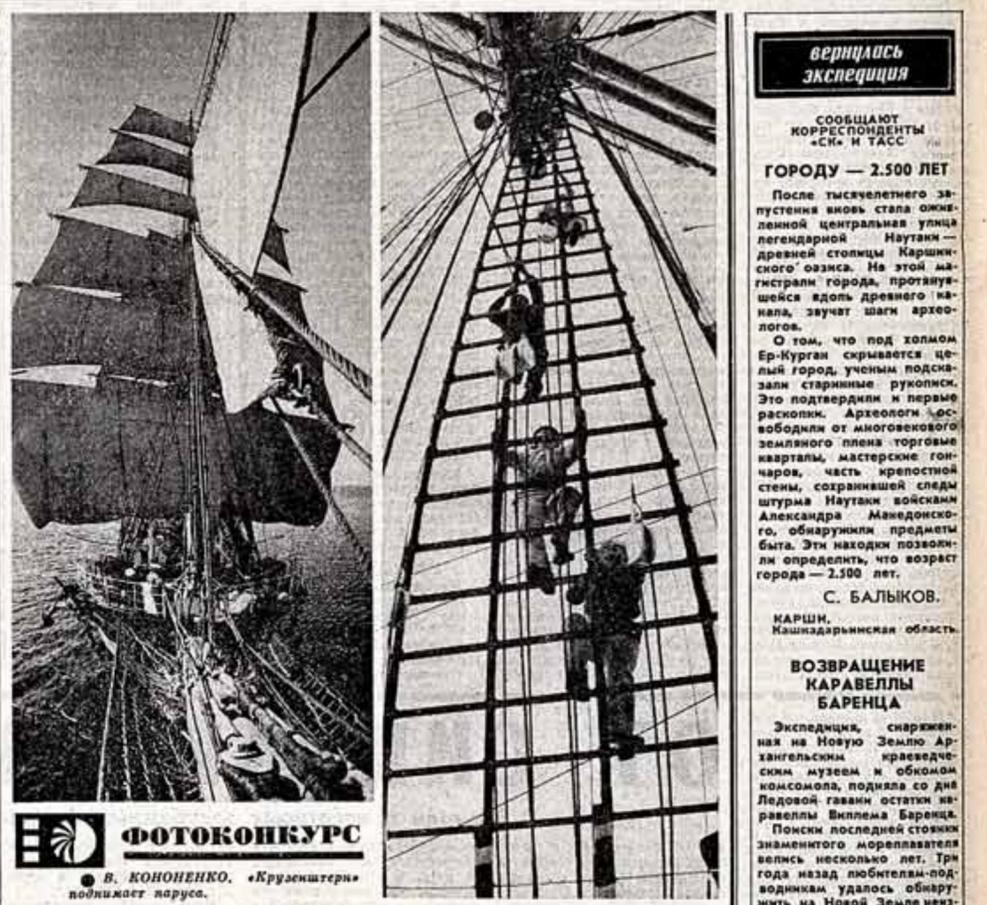 ФОТОКОНКУРС
В. КОНОНЕНКО. «Крузенштерн»
поднимает паруса.
вернулась
экспедиция
СООБЩАЮТ
КОРРЕСПОНДЕНТЫ
«СК» И ТАСС
ГОРОДУ — 2.500 ЛЕТ
После тысячелетнего за-
пустения вновь стала ожив-
ленной центральная улица
легендарной Наутаки —
древней столицы Каршин-
ского оазиса. На этой ма-
гистрали города, протянув-
шейся вдоль древнего ка-
нала, звучат шаги архео-
логов.
О том, что под холмом
Ер-Курган скрывается це-
лый город, ученым подска-
зали старинные рукописи.
Это подтвердили и первые
раскопки. Археологи ос-
вободили от многовекового
земляного плена торговые
кварталы, мастерские гон-
чаров, часть крепостной
стены, сохранившей следы
штурма Наутаки войсками
Александра Македонско-
го, обнаружили предметы
быта. Эти находки позволи-
ли определить, что возраст
города — 2.500 лет.
С. БАЛЫКОВ.
КАРШИ,
Кашкадарьинская область.
ВОЗВРАЩЕНИЕ
КАРАВЕЛЛЫ
БАРЕНЦА
Экспедиция, снаряжен-
ная на Новую Землю Ар-
хангельским краеведче-
ским музеем и обкомом
комсомола, подняла со дна
Ледовой гавани остатки ка-
равеллы Виллема Баренца.
Поиски последней стоянки
знаменитого мореплавателя
велись несколько лет. Три
года назад любителям-под-
водникам удалось обнару-
жить на Новой Земле неиз-